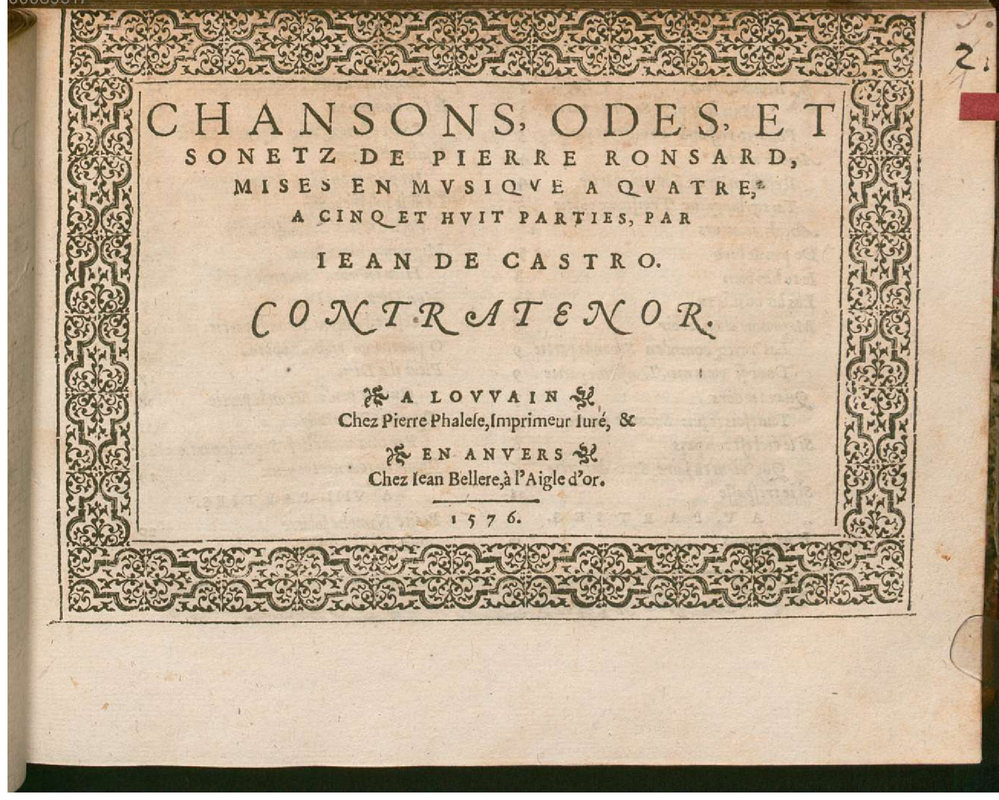 2.
CHANSONS, ODES, ET
SONETZ DE PIERRE RONSARD,
MISES EN MVSIQVE A QVATRE,
A CINQ ET HVIT PARTIES, PAR
IEAN DE CASTRO.
CONTRATENOR.
A LOVVAIN
Chez Pierre Phalese, Imprimeur Iuré, &
EN ANVERS
Chez Iean Bellere, à l'Aigle d'or.
1576.